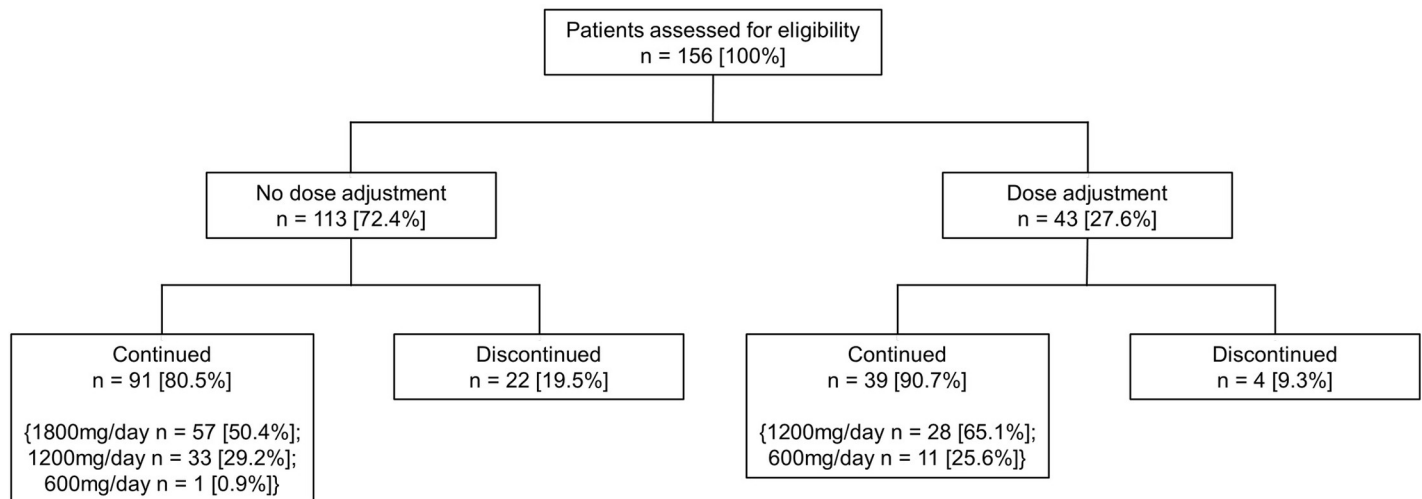 Patients assessed for eligibility
n = 156 [100%]
No dose adjustment
n = 113 [72.4%]
Dose adjustment
n = 43 [27.6%]
Continued
n = 91 [80.5%]
{1800mg/day n = 57 [50.4%];
1200mg/day n = 33 [29.2%];
600mg/day n = 1 [0.9%]}
Discontinued
n = 22 [19.5%]
Continued
n = 39 [90.7%]
{1200mg/day n = 28 [65.1%];
600mg/day n = 11 [25.6%]}
Discontinued
n = 4 [9.3%]